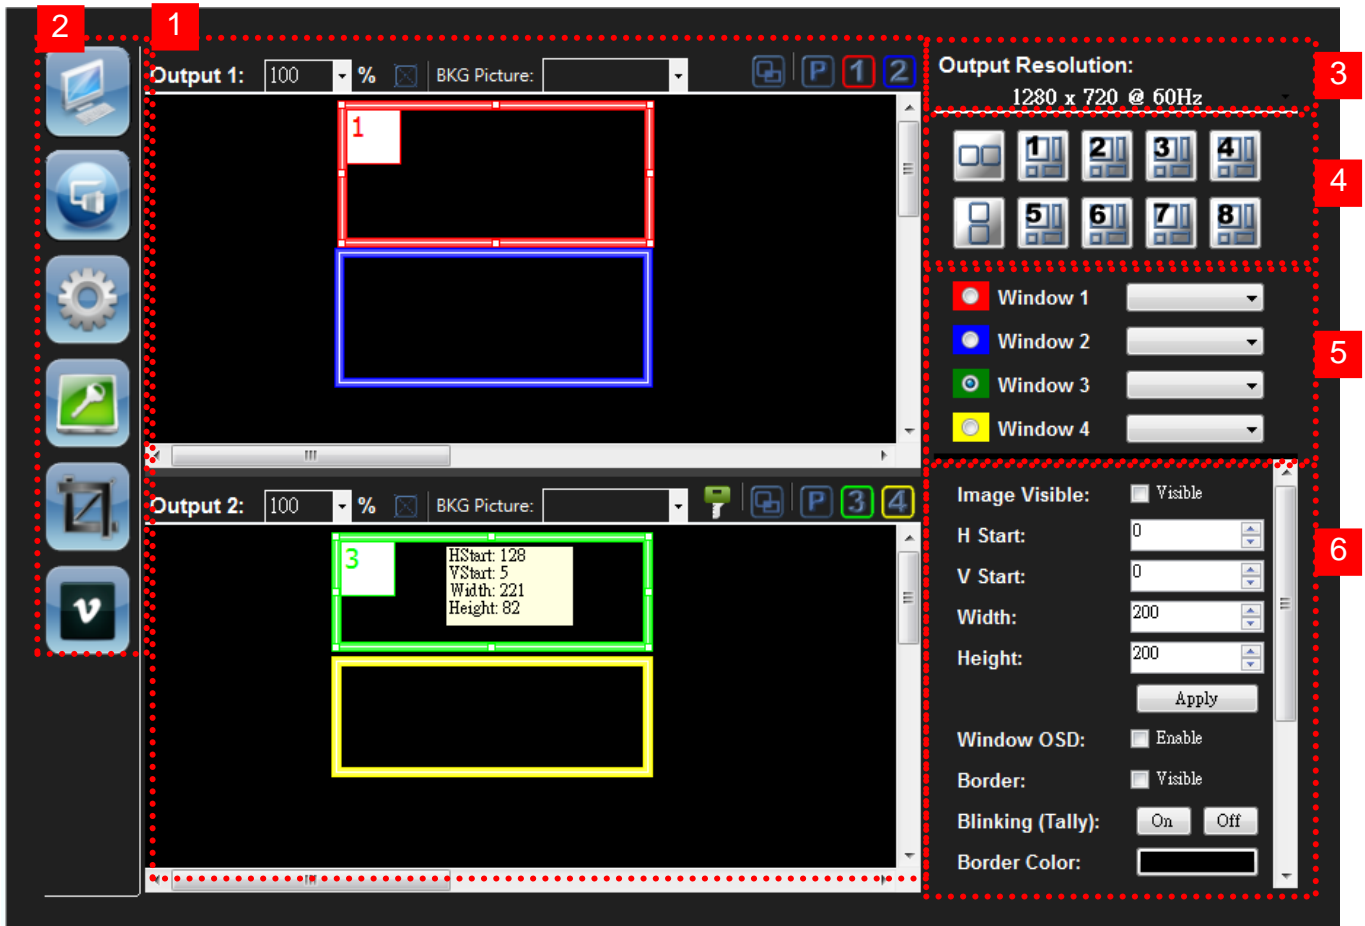 2
1
Output 1:
100
%
BKG Picture:
P
1
2
1
Output 2:
100
%
BKG Picture:
P
3
4
3
HStart: 128
VStart: 5
Width: 221
Height: 82
v
Output Resolution:
1280 x 720 @ 60Hz
3
1
2
3
4
5
6
7
8
4
Window 1
Window 2
Window 3
Window 4
5
Image Visible:
Visible
H Start:
0
V Start:
0
Width:
200
Height:
200
Apply
Window OSD:
Enable
Border:
Visible
Blinking (Tally):
On
Off
Border Color:
6